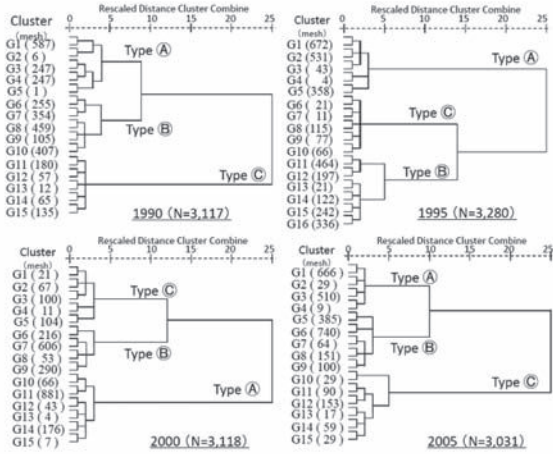 Rescaled Distance Cluster Combine
Cluster
(mesh)
0 5 10 15 20 25
G1 (587)
G2 ( 6)
G3 (247)
G4 (247)
G5 ( 1)
G6 (255)
G7 (354)
G8 (459)
G9 (105)
G10 (407)
G11 (180)
G12 ( 57)
G13 ( 12)
G14 ( 65)
G15 (135)
Type Ⓐ
Type Ⓑ
Type Ⓒ
1990 (N=3,117)
Rescaled Distance Cluster Combine
Cluster
(mesh)
0 5 10 15 20 25
G1 (672)
G2 (531)
G3 ( 43)
G4 ( 4)
G5 (358)
G6 ( 21)
G7 ( 11)
G8 (115)
G9 ( 77)
G10 (66)
G11 (464)
G12 (197)
G13 (21)
G14 (122)
G15 (242)
G16 (336)
Type Ⓐ
Type Ⓒ
Type Ⓑ
1995 (N=3,280)
Rescaled Distance Cluster Combine
Cluster
(mesh)
0 5 10 15 20 25
G1 ( 21)
G2 ( 67)
G3 (100)
G4 ( 11)
G5 (104)
G6 (216)
G7 (606)
G8 ( 53)
G9 (290)
G10 (66)
G11 (881)
G12 ( 43)
G13 ( 4)
G14 (176)
G15 ( 7)
Type Ⓒ
Type Ⓑ
Type Ⓐ
2000 (N=3,118)
Rescaled Distance Cluster Combine
Cluster
(mesh)
0 5 10 15 20 25
G1 (666)
G2 ( 29)
G3 (510)
G4 ( 9)
G5 (385)
G6 (740)
G7 ( 64)
G8 (151)
G9 (100)
G10 ( 29)
G11 ( 90)
G12 (153)
G13 ( 17)
G14 ( 59)
G15 ( 29)
Type Ⓐ
Type Ⓑ
Type Ⓒ
2005 (N=3,031)